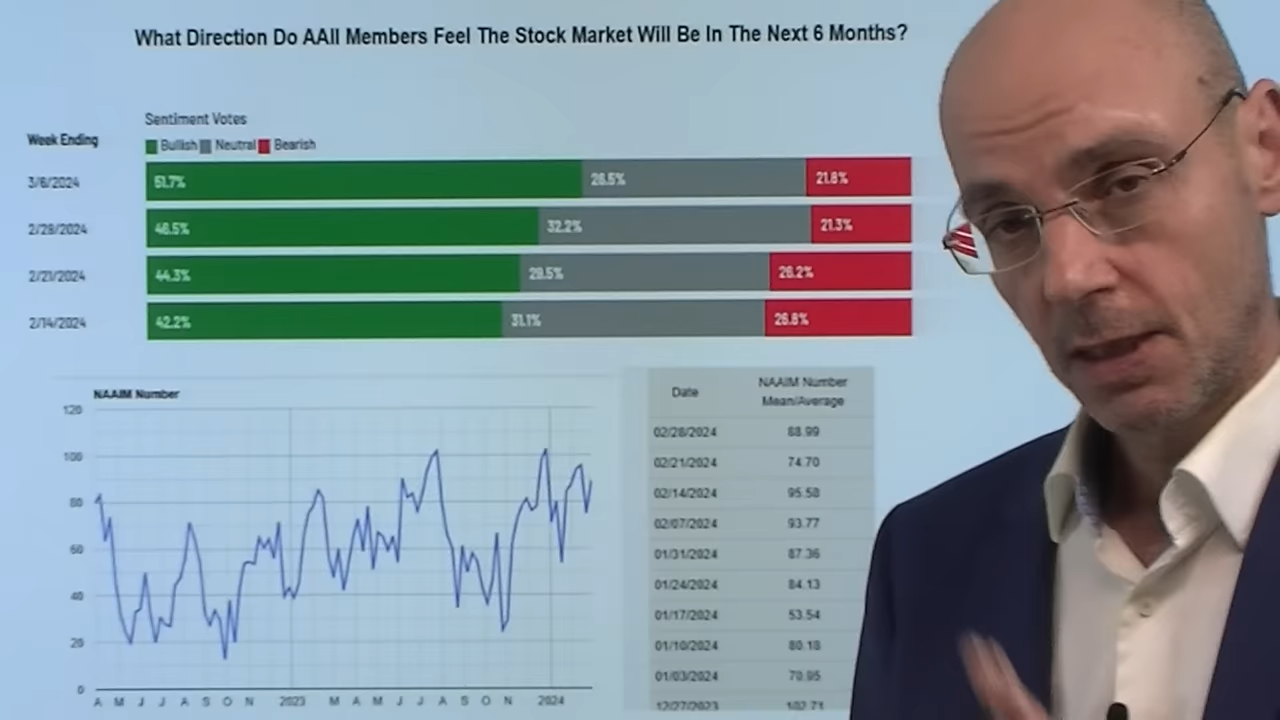 What Direction Do AAII Members Feel The Stock Market Will Be In The Next 6 Months?
Sentiment Votes
Week Ending
Bullish Neutral Bearish
3/6/2024 51.7% 26.5% 21.8%
2/28/2024 46.5% 32.2% 21.3%
2/21/2024 44.3% 29.5% 26.2%
2/14/2024 42.2% 31.1% 26.8%
NAAIM Number
120
100
80
60
40
20
0
A M J J A S O N 2023 M A M J J A S O N 2024
Date NAAIM Number
Mean/Average
02/28/2024 88.99
02/21/2024 74.70
02/14/2024 95.58
02/07/2024 93.77
01/31/2024 87.36
01/24/2024 84.13
01/17/2024 53.54
01/10/2024 80.18
01/03/2024 70.95
12/27/2023 102.71